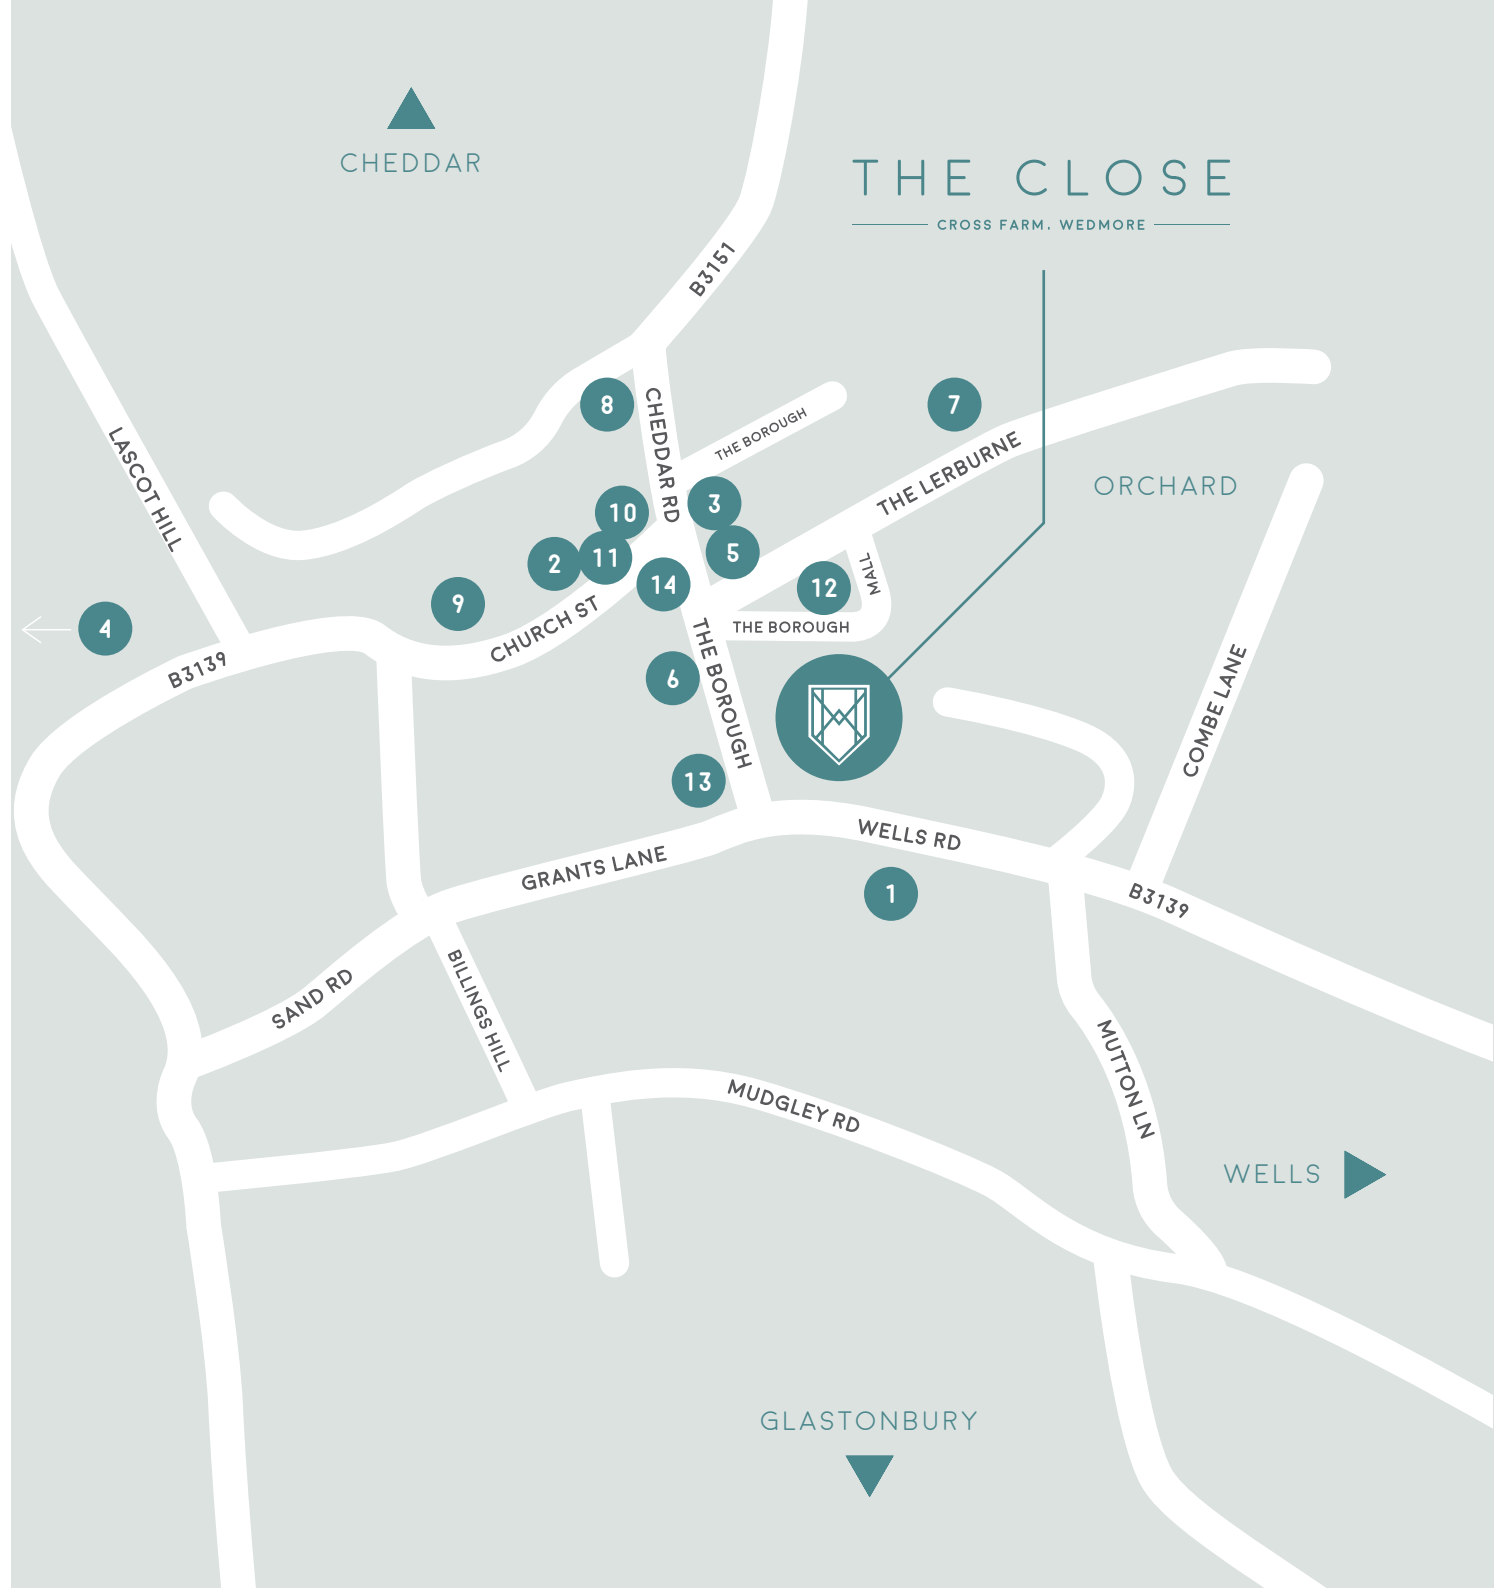 CHEDDAR
THE CLOSE
CROSS FARM, WEDMORE
B3151
8
CHEDDAR RD
THE BOROUGH
7
THE LERBURNE
LASCOT HILL
ORCHARD
10
3
2
11
5
14
12
MALL
9
4
CHURCH ST
THE BOROUGH
B3139
6
THE BOROUGH
COMBE LANE
13
WELLS RD
GRANTS LANE
1
B3139
SAND RD
BILLINGS HILL
MUTTON LN
MUDGLEY RD
WELLS
GLASTONBURY